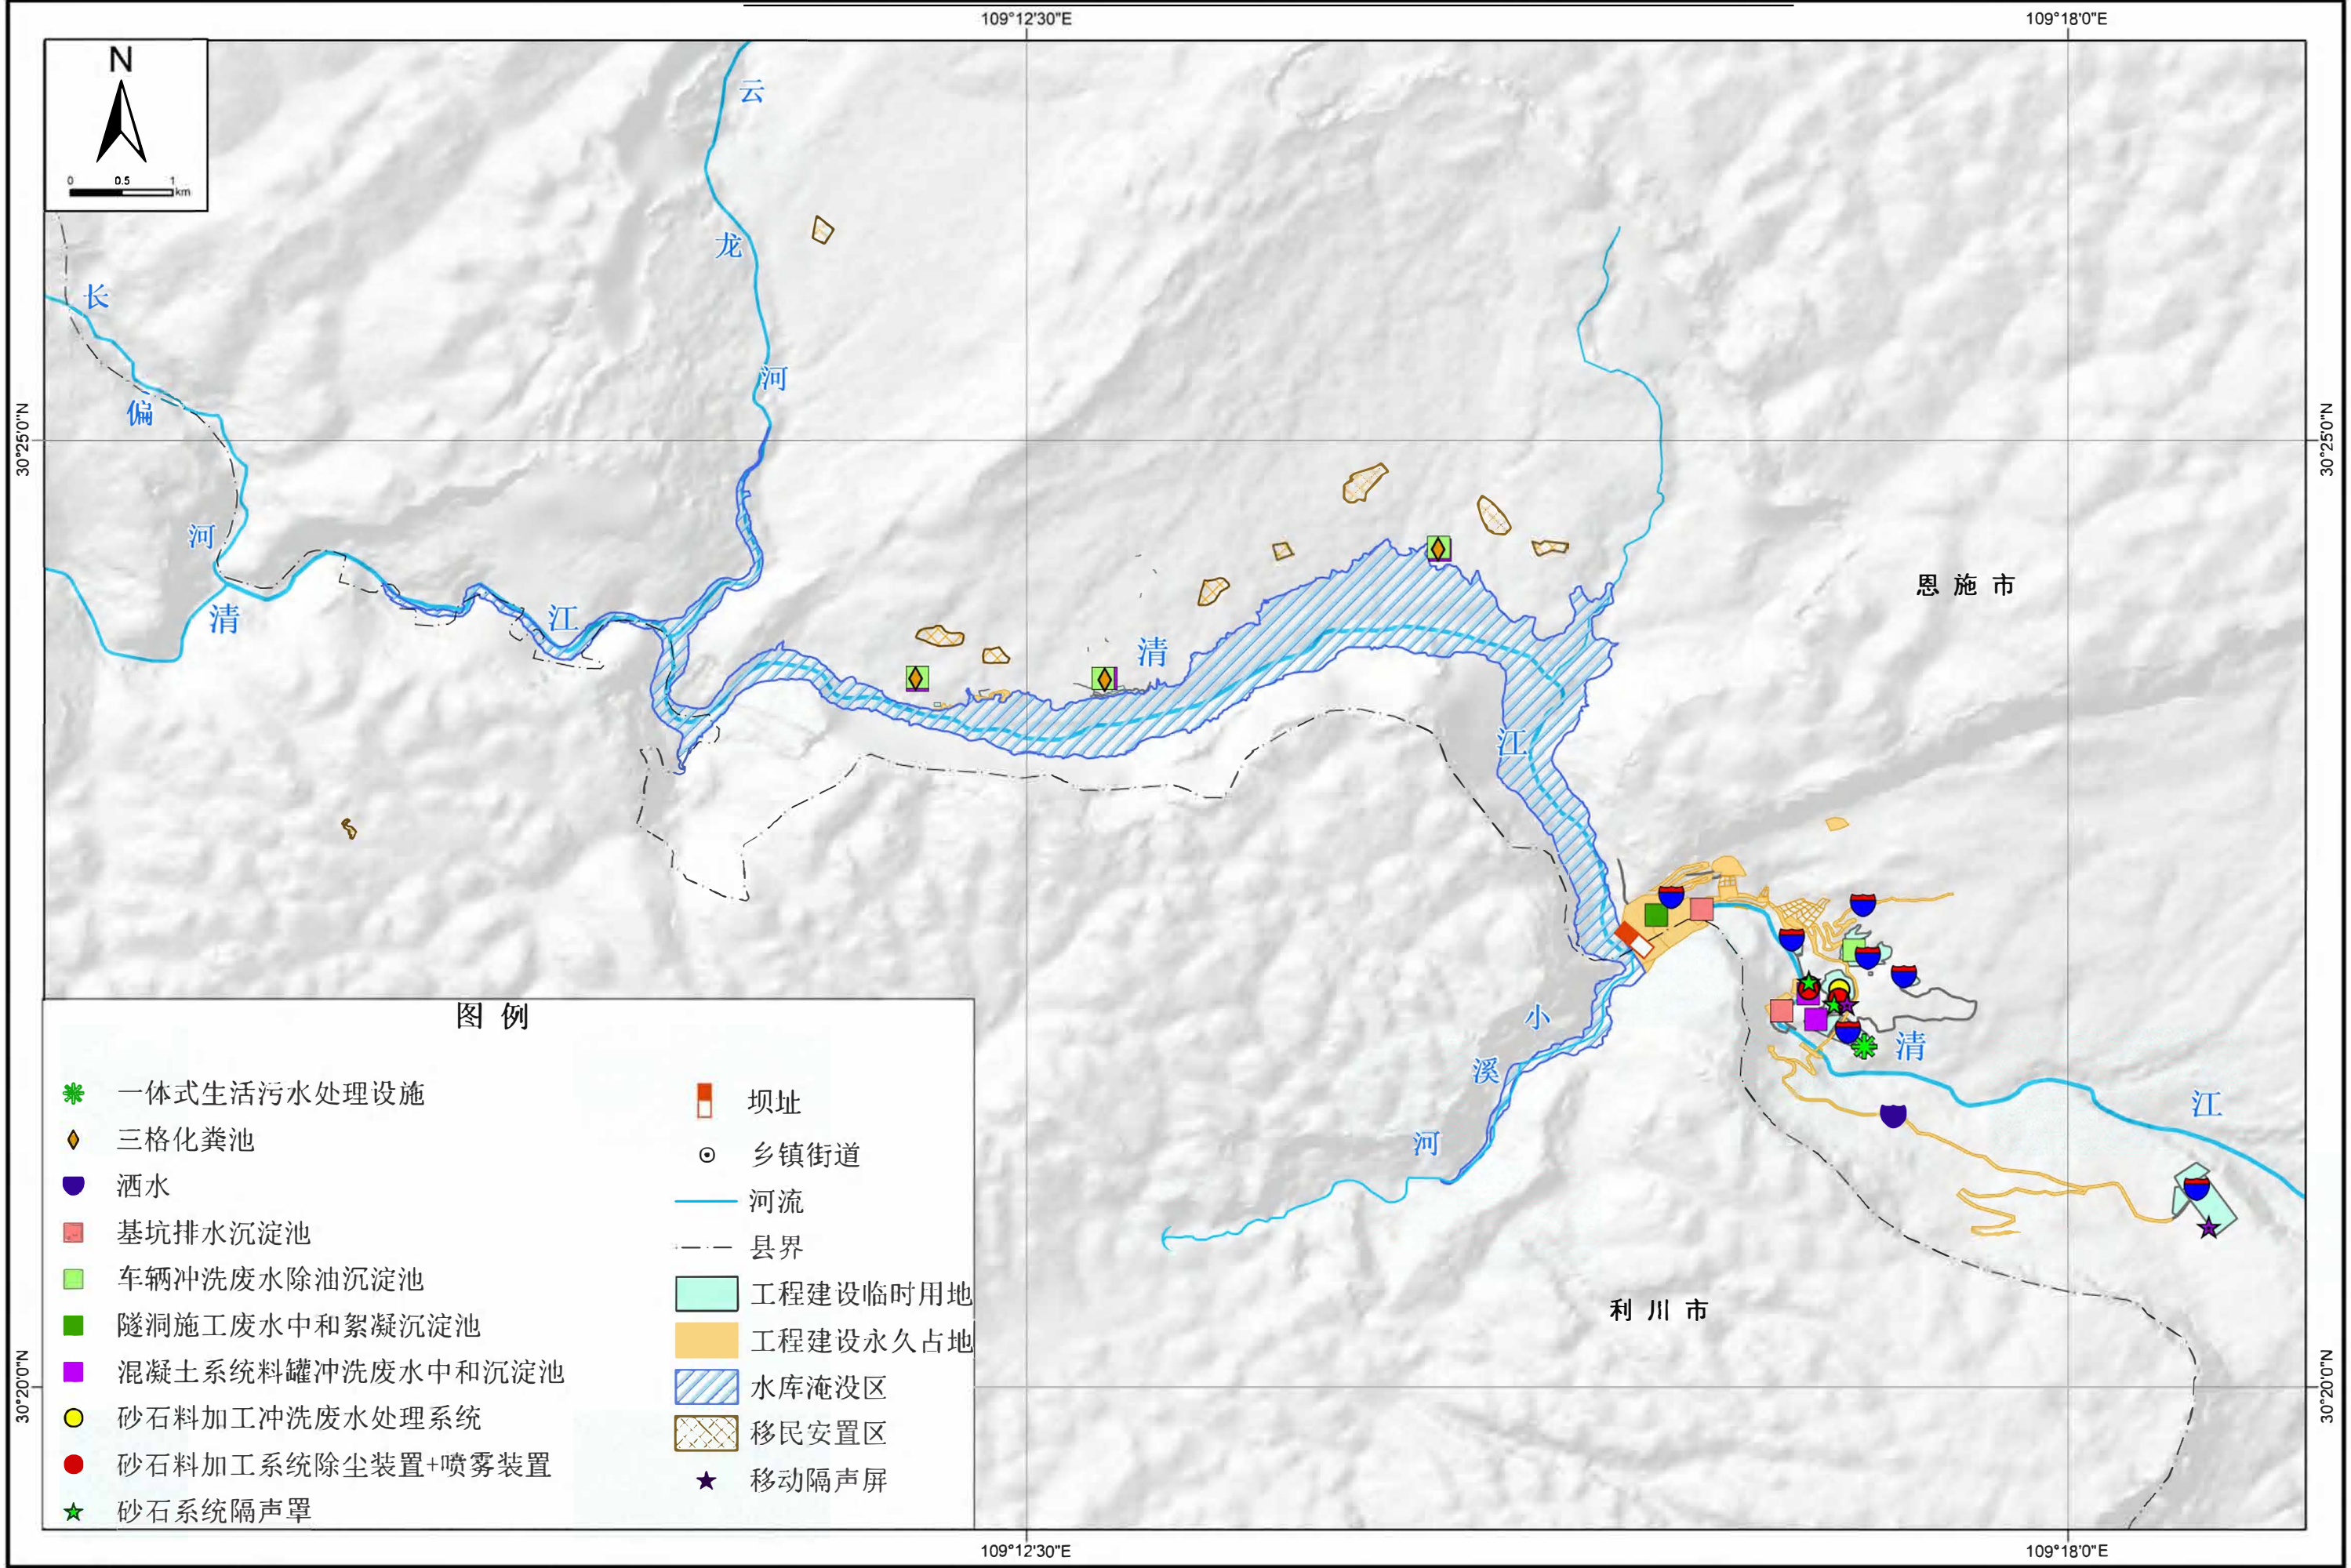 109°12'30"E
109°18'0"E
N
0 0.5 1
km
云
龙
河
长
偏
河
清
江
清
江
30°25'0"N
30°25'0"N
恩施市
小
溪
河
清
江
利川市
30°20'0"N
30°20'0"N
图例
一体式生活污水处理设施
三格化粪池
洒水
基坑排水沉淀池
车辆冲洗废水除油沉淀池
隧洞施工废水中和絮凝沉淀池
混凝土系统料罐冲洗废水中和沉淀池
砂石料加工冲洗废水处理系统
砂石料加工系统除尘装置+喷雾装置
砂石系统隔声罩
坝址
乡镇街道
河流
县界
工程建设临时用地
工程建设永久占地
水库淹没区
移民安置区
移动隔声屏
109°12'30"E
109°18'0"E